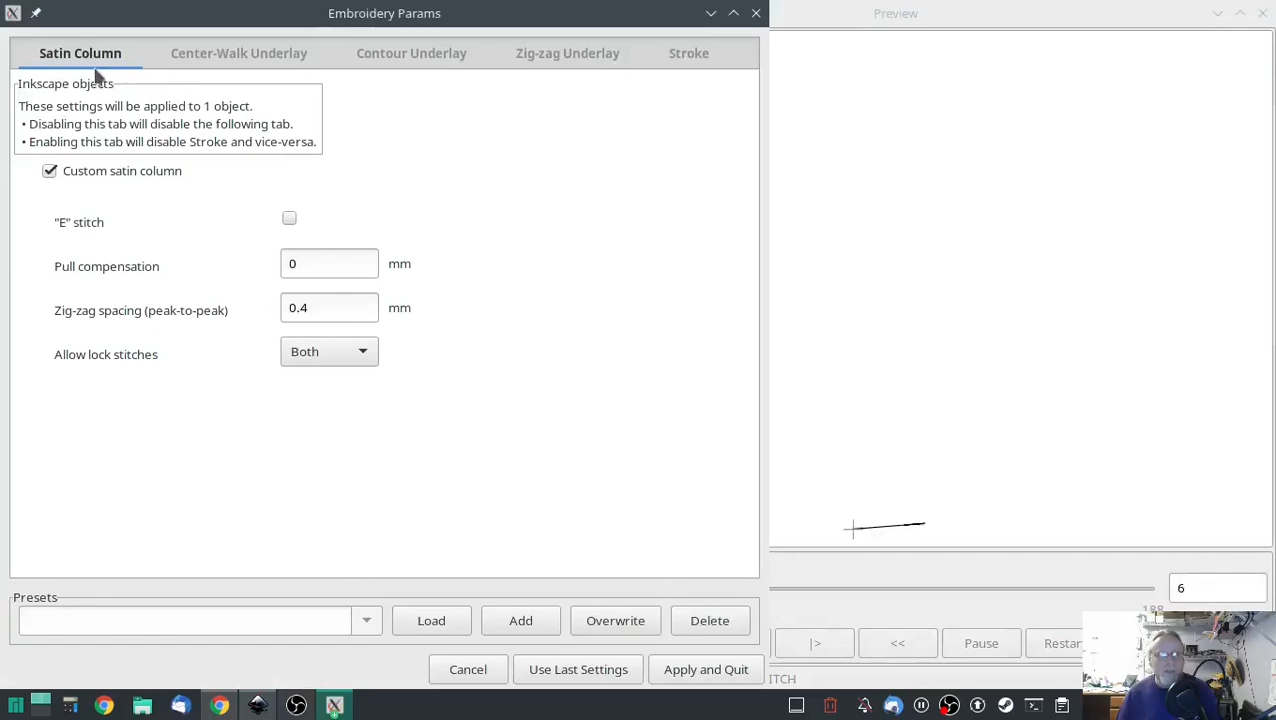 Embroidery Params
Preview
Satin Column
Center-Walk Underlay
Contour Underlay
Zig-zag Underlay
Stroke
Inkscape objects
These settings will be applied to 1 object.
• Disabling this tab will disable the following tab.
• Enabling this tab will disable Stroke and vice-versa.
Custom satin column
"E" stitch
Pull compensation
0
mm
Zig-zag spacing (peak-to-peak)
0.4
mm
Allow lock stitches
Both
6
188
Presets
Load
Add
Overwrite
Delete
|>
<<
Pause
Restar
Cancel
Use Last Settings
Apply and Quit
ITCH